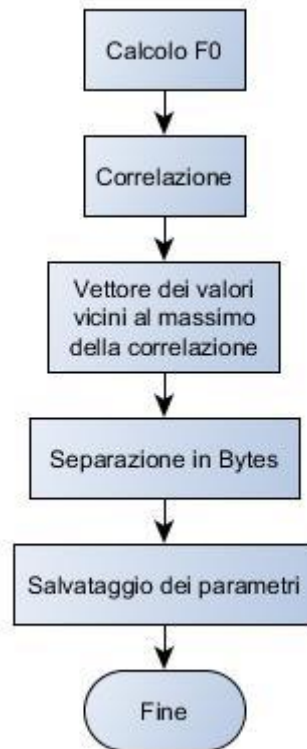 Calcolo F0
Correlazione
Vettore dei valori
vicini al massimo
della correlazione
Separazione in Bytes
Salvataggio dei parametri
Fine